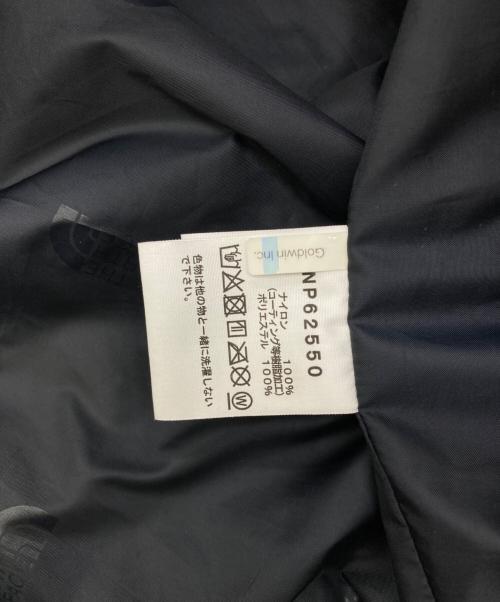 Goldwin Inc.
NP62550
ナイロン 100%
(コーティング等樹脂加工)
ポリエステル 100%
W
色物は他の物と一緒に洗濯しない
で下さい。